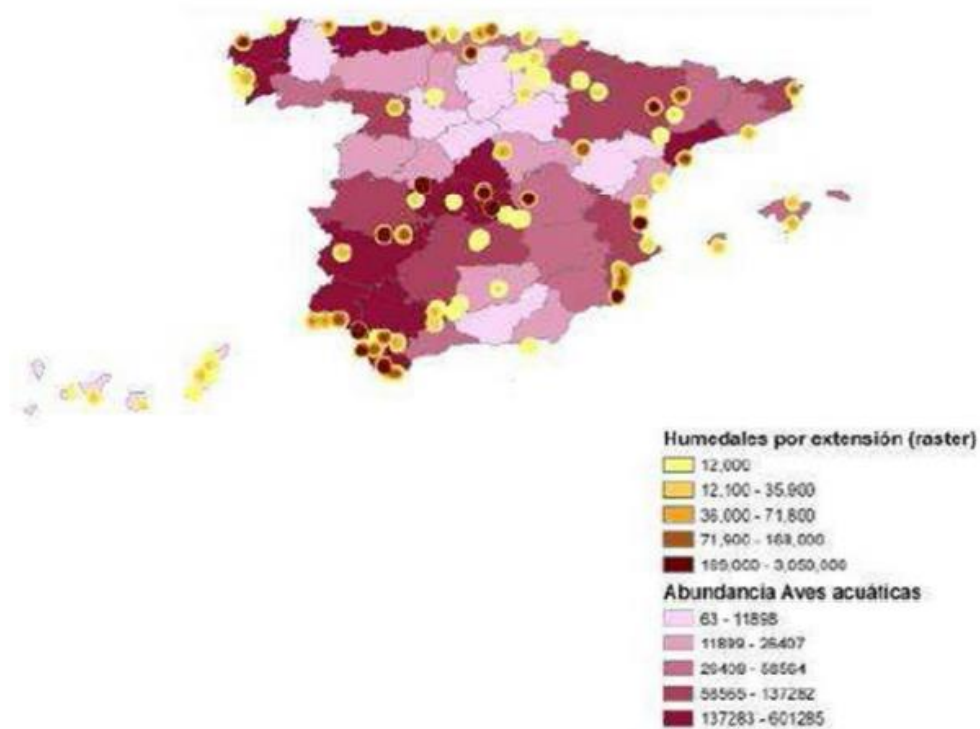 Humedales por extensión (raster)
12,000
12,100 - 35,900
36,000 - 71,800
71,900 - 168,000
169,000 - 3,050,000
Abundancia Aves acuáticas
63 - 11898
11899 - 26407
26408 - 58564
58565 - 137282
137283 - 601285